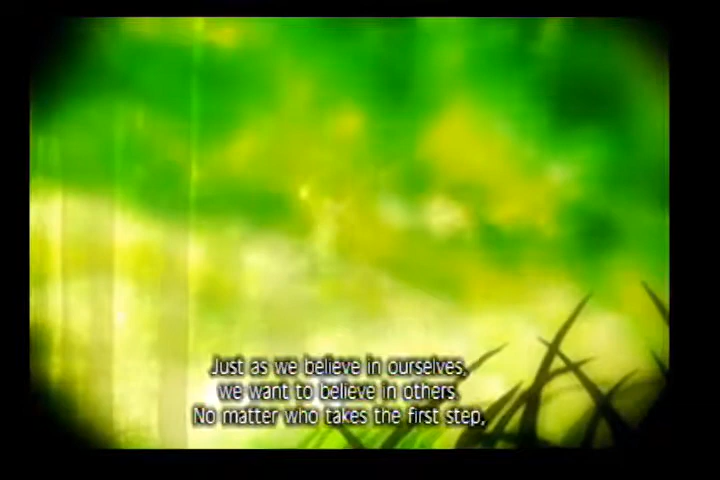 Just as we believe in ourselves,
we want to believe in others.
No matter who takes the first step,